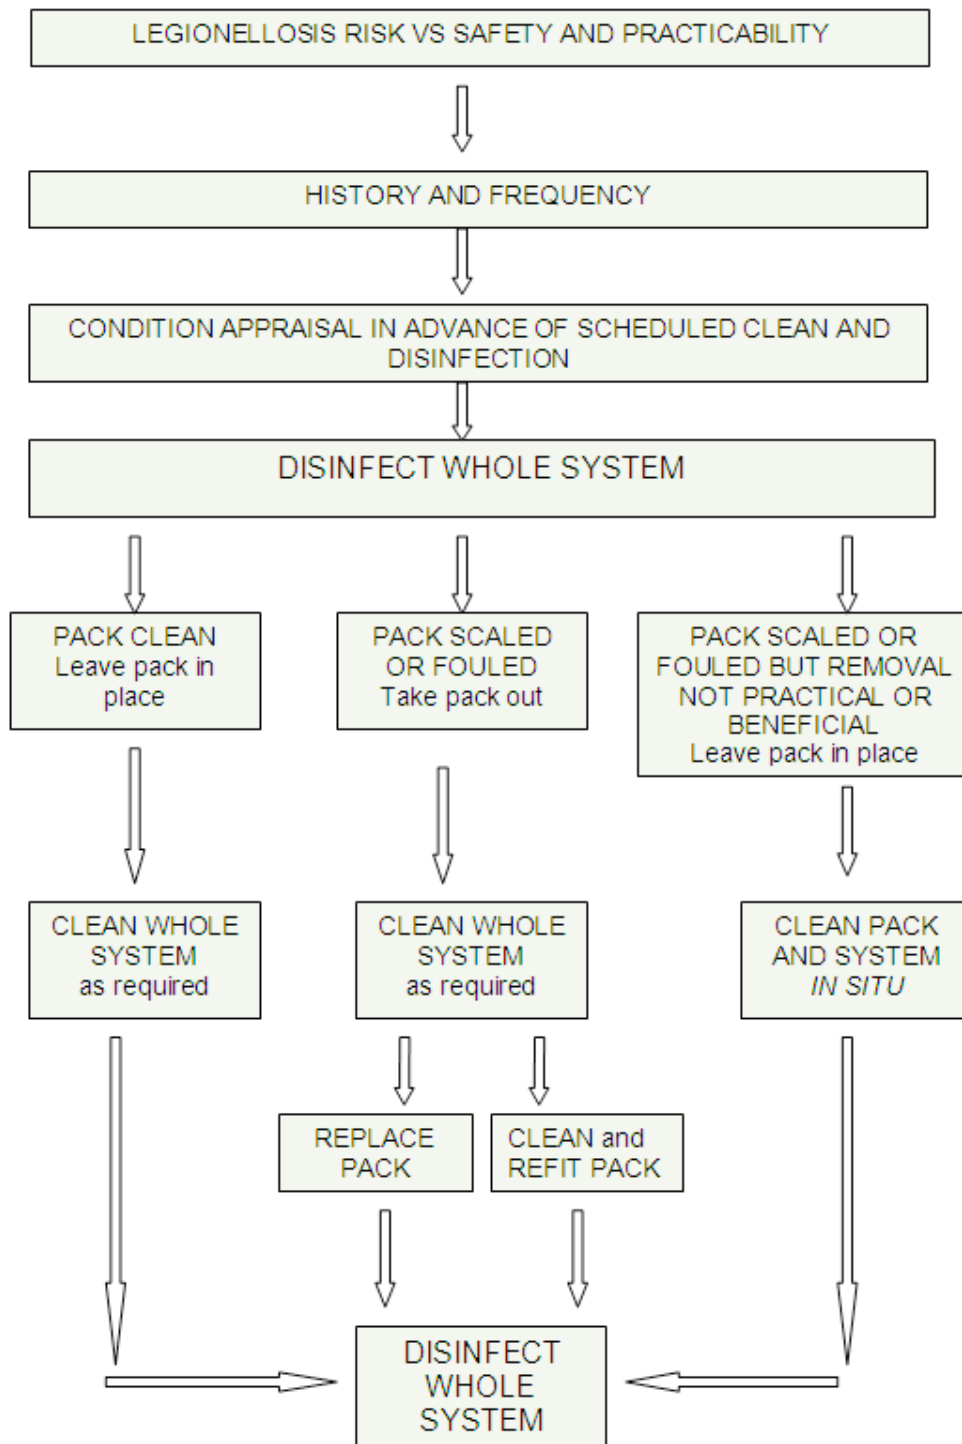 LEGIONELLOSIS RISK VS SAFETY AND PRACTICABILITY
HISTORY AND FREQUENCY
CONDITION APPRAISAL IN ADVANCE OF SCHEDULED CLEAN AND
DISINFECTION
DISINFECT WHOLE SYSTEM
PACK CLEAN
Leave pack in
place
PACK SCALED
OR FOULED
Take pack out
PACK SCALED OR
FOULED BUT REMOVAL
NOT PRACTICAL OR
BENEFICIAL
Leave pack in place
CLEAN WHOLE
SYSTEM
as required
CLEAN WHOLE
SYSTEM
as required
CLEAN PACK
AND SYSTEM
IN SITU
REPLACE
PACK
CLEAN and
REFIT PACK
DISINFECT
WHOLE
SYSTEM